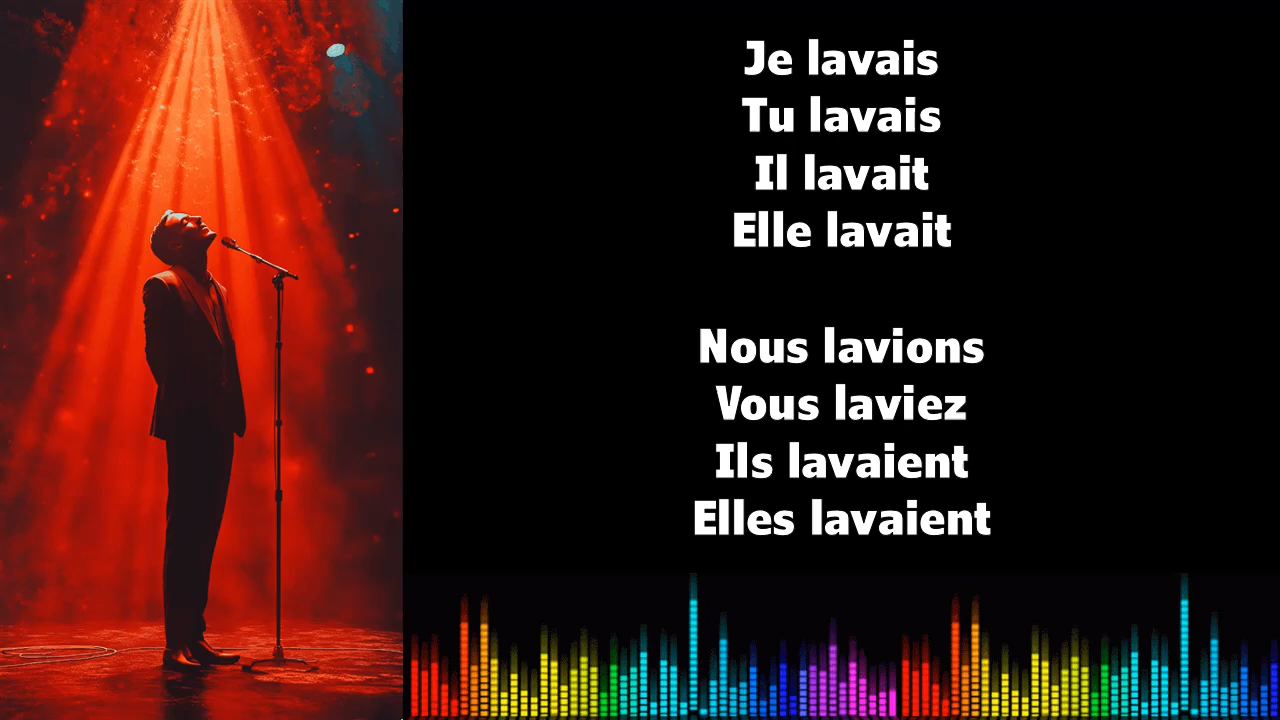 Je lavais
Tu lavais
Il lavait
Elle lavait
Nous lavions
Vous laviez
Ils lavaient
Elles lavaient